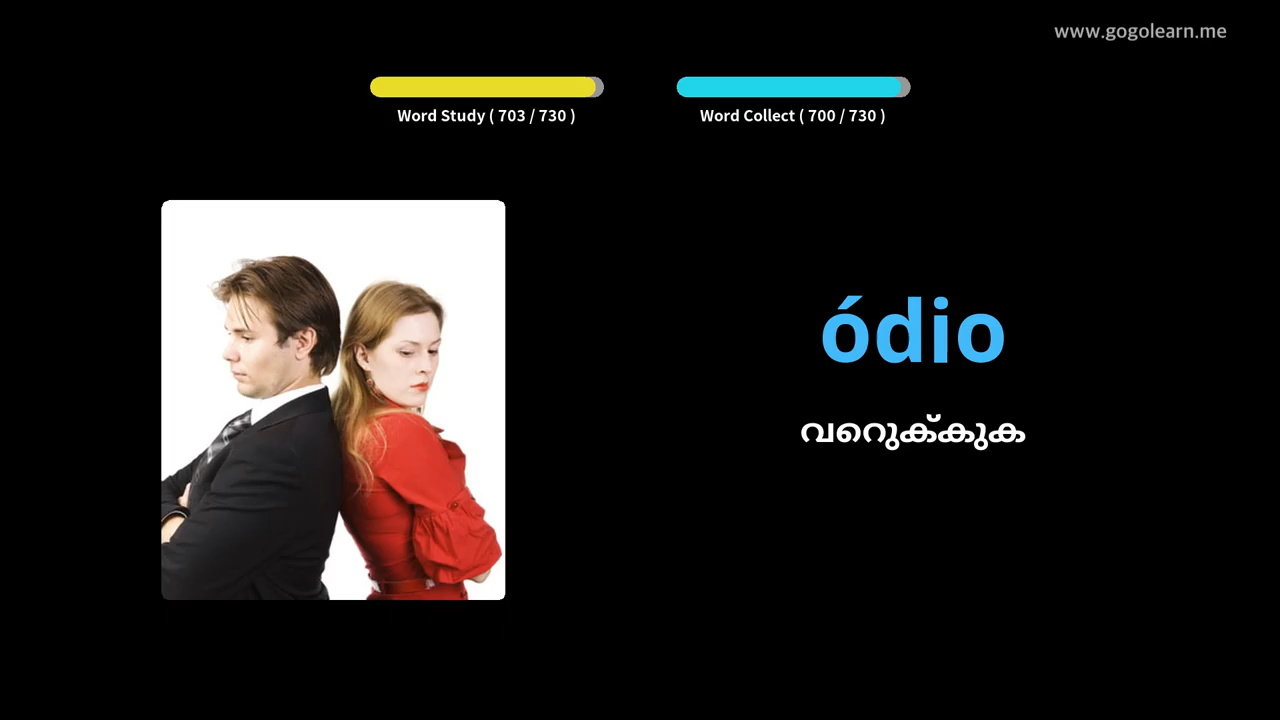 www.gogolearn.me
Word Study ( 703 / 730 )
Word Collect ( 700 / 730 )
ódio
വെറുക്കുക